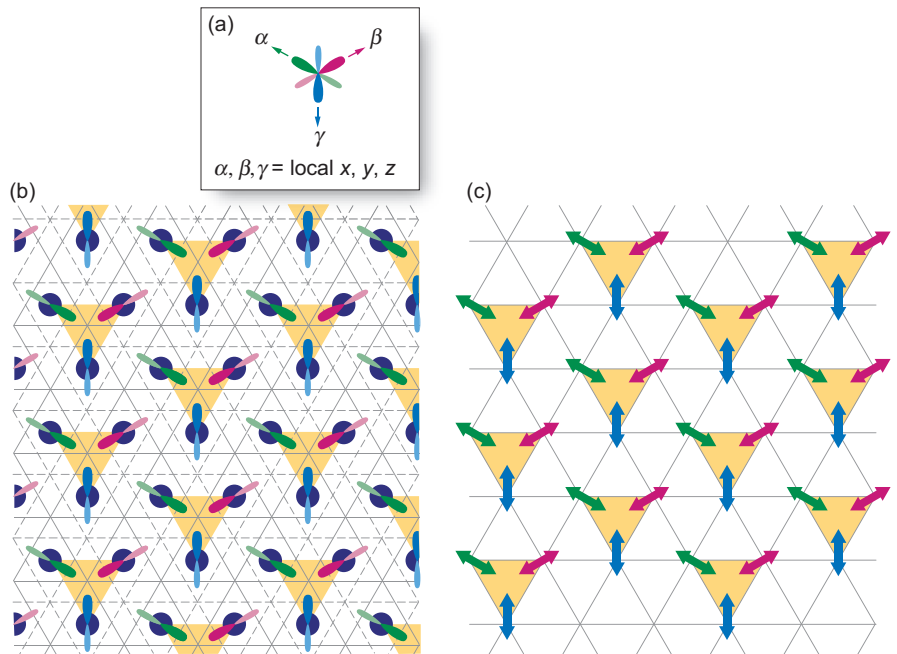 (a)
α
β
γ
α, β, γ = local x, y, z
(b)
(c)